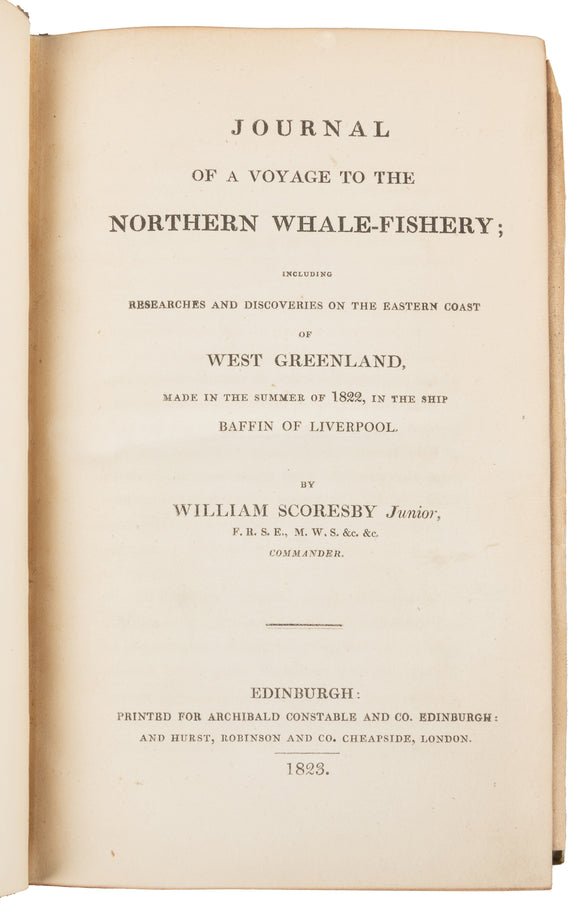 JOURNAL
OF A VOYAGE TO THE
NORTHERN WHALE-FISHERY;
INCLUDING
RESEARCHES AND DISCOVERIES ON THE EASTERN COAST
OF
WEST GREENLAND,
MADE IN THE SUMMER OF 1822, IN THE SHIP
BAFFIN OF LIVERPOOL.
BY
WILLIAM SCORESBY Junior,
F. R. S. E., M. W. S. &c. &c.
COMMANDER.
EDINBURGH:
PRINTED FOR ARCHIBALD CONSTABLE AND CO. EDINBURGH:
AND HURST, ROBINSON AND CO. CHEAPSIDE, LONDON.
1823.